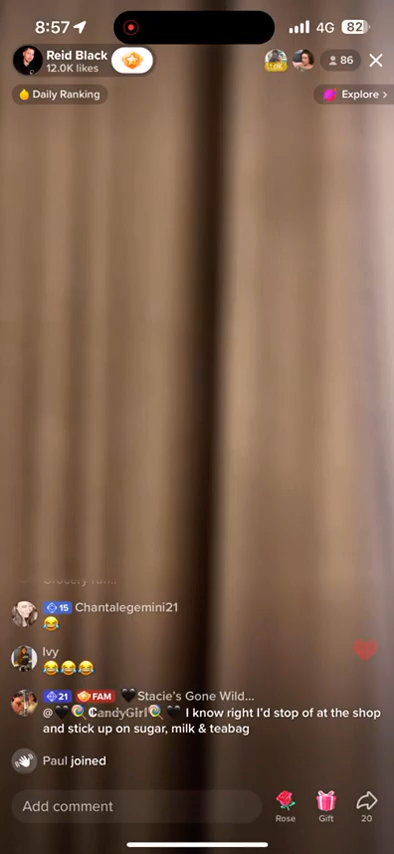 8:57
4G
82
Reid Black
12.0K likes
86
Daily Ranking
Explore >
Grocery run..
15 Chantalegemini21
😂
Ivy
😂😂😂
21 FAM 🖤Stacie's Gone Wild...
@🖤🍭ℂ𝕒𝕟𝕕𝕪𝔾𝕚𝕣𝕝🍭🖤 I know right I'd stop of at the shop
and stick up on sugar, milk & teabag
Paul joined
Add comment
Rose
Gift
20